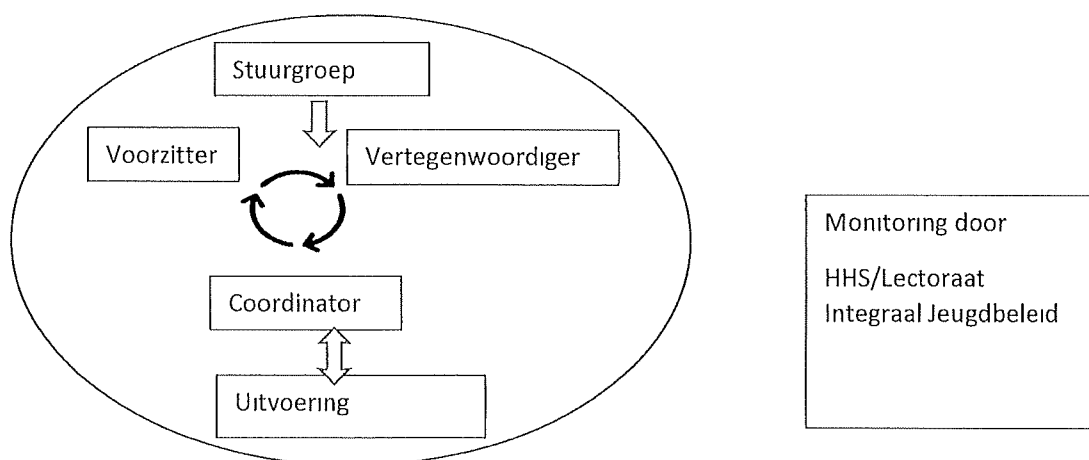 Stuurgroep
Voorzitter
Vertegenwoordiger
Coordinator
Uitvoering
Monitoring door
HHS/Lectoraat
Integraal Jeugdbeleid